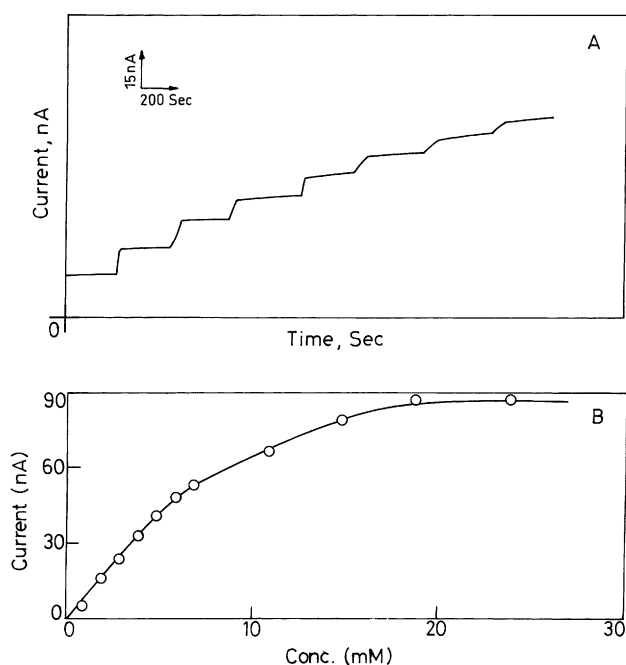 A
15nA
200 Sec
Current, nA
0
Time, Sec
B
90
60
30
0
Current (nA)
0
10
20
30
Conc. (mM)